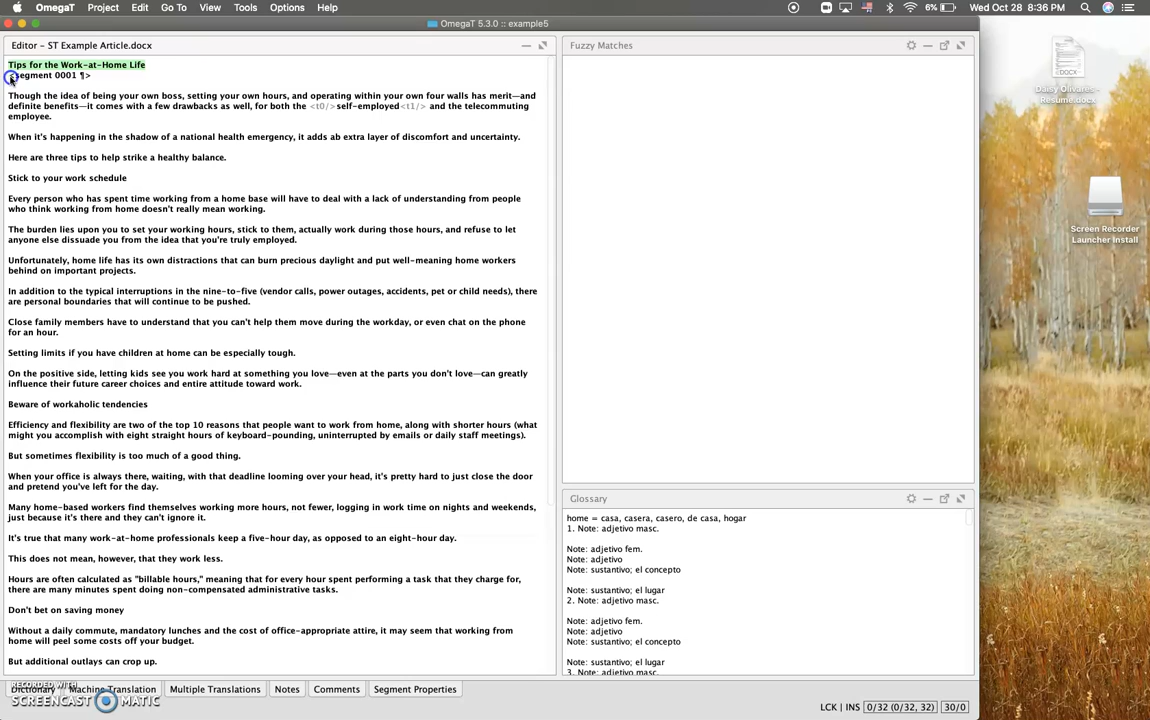 OmegaT Project Edit Go To View Tools Options Help 6% Wed Oct 28 8:36 PM
OmegaT 5.3.0 :: example5
Editor - ST Example Article.docx
Tips for the Work-at-Home Life
segment 0001 ¶>
Though the idea of being your own boss, setting your own hours, and operating within your own four walls has merit—and
definite benefits—it comes with a few drawbacks as well, for both the <t0/>self-employed<t1/> and the telecommuting
employee.
When it's happening in the shadow of a national health emergency, it adds ab extra layer of discomfort and uncertainty.
Here are three tips to help strike a healthy balance.
Stick to your work schedule
Every person who has spent time working from a home base will have to deal with a lack of understanding from people
who think working from home doesn't really mean working.
The burden lies upon you to set your working hours, stick to them, actually work during those hours, and refuse to let
anyone else dissuade you from the idea that you're truly employed.
Unfortunately, home life has its own distractions that can burn precious daylight and put well-meaning home workers
behind on important projects.
In addition to the typical interruptions in the nine-to-five (vendor calls, power outages, accidents, pet or child needs), there
are personal boundaries that will continue to be pushed.
Close family members have to understand that you can't help them move during the workday, or even chat on the phone
for an hour.
Setting limits if you have children at home can be especially tough.
On the positive side, letting kids see you work hard at something you love—even at the parts you don't love—can greatly
influence their future career choices and entire attitude toward work.
Beware of workaholic tendencies
Efficiency and flexibility are two of the top 10 reasons that people want to work from home, along with shorter hours (what
might you accomplish with eight straight hours of keyboard-pounding, uninterrupted by emails or daily staff meetings).
But sometimes flexibility is too much of a good thing.
When your office is always there, waiting, with that deadline looming over your head, it's pretty hard to just close the door
and pretend you've left for the day.
Many home-based workers find themselves working more hours, not fewer, logging in work time on nights and weekends,
just because it's there and they can't ignore it.
It's true that many work-at-home professionals keep a five-hour day, as opposed to an eight-hour day.
This does not mean, however, that they work less.
Hours are often calculated as "billable hours," meaning that for every hour spent performing a task that they charge for,
there are many minutes spent doing non-compensated administrative tasks.
Don't bet on saving money
Without a daily commute, mandatory lunches and the cost of office-appropriate attire, it may seem that working from
home will peel some costs off your budget.
But additional outlays can crop up.
Fuzzy Matches
Glossary
home = casa, casera, casero, de casa, hogar
1. Note: adjetivo masc.
Note: adjetivo fem.
Note: adjetivo
Note: sustantivo; el concepto
Note: sustantivo; el lugar
2. Note: adjetivo masc.
Note: adjetivo fem.
Note: adjetivo
Note: sustantivo; el concepto
Note: sustantivo; el lugar
3. Note: adjetivo masc.
Dictionary Machine Translation Multiple Translations Notes Comments Segment Properties
RECORDED WITH
SCREENCAST MATIC
LCK | INS 0/32 (0/32, 32) 30/0
DOCX
Daisy Olivares -
Resume.docx
Screen Recorder
Launcher Install